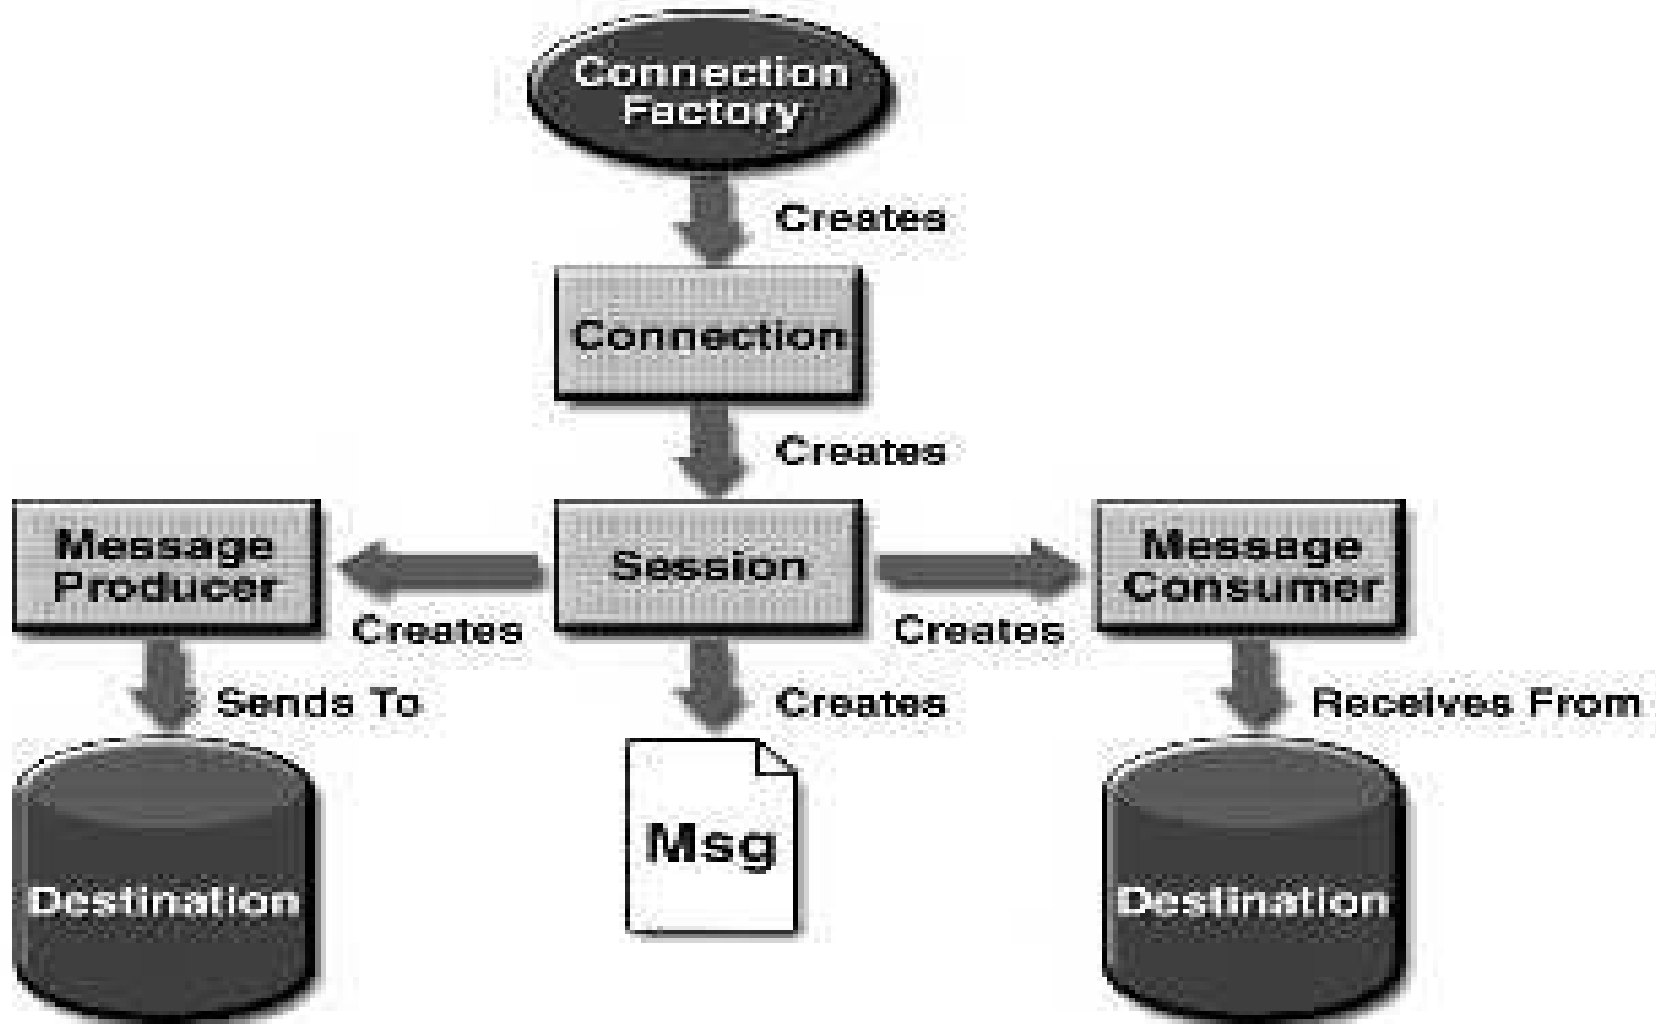 Connection
Factory
Creates
Connection
Creates
Message
Producer
Session
Message
Consumer
Creates
Creates
Sends To
Creates
Receives From
Destination
Msg
Destination